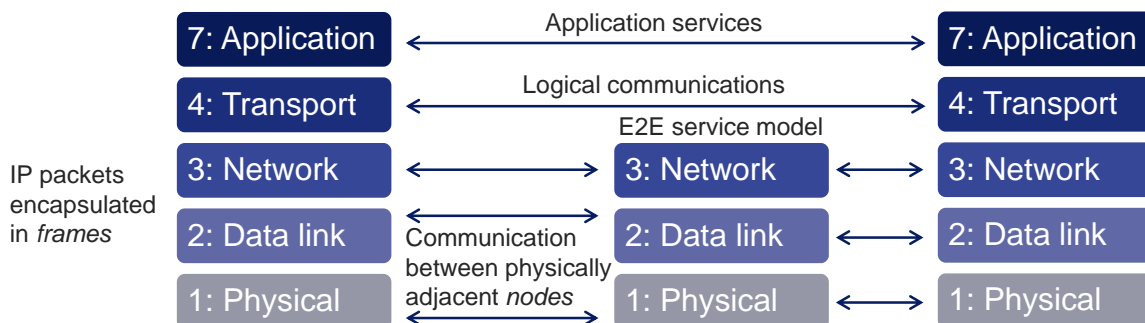 7: Application
Application services
7: Application
4: Transport
Logical communications
4: Transport
E2E service model
IP packets
encapsulated
in frames
3: Network
3: Network
3: Network
2: Data link
Communication
between physically
adjacent nodes
2: Data link
2: Data link
1: Physical
1: Physical
1: Physical